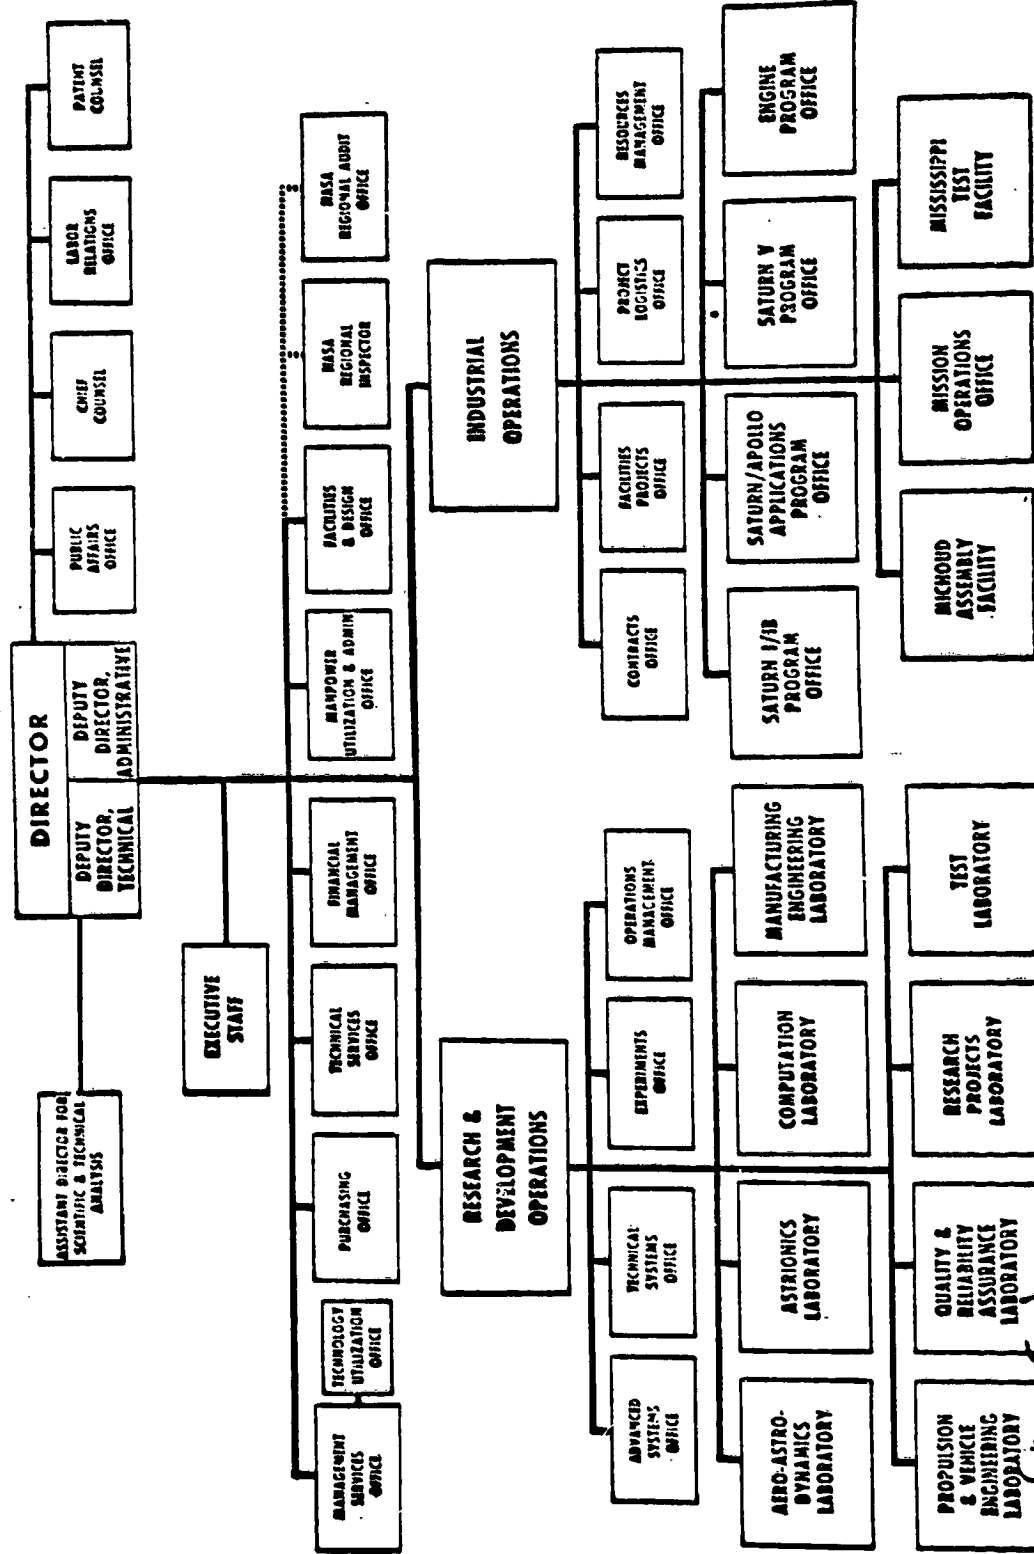 DIRECTOR
DEPUTY
DIRECTOR,
TECHNICAL
DEPUTY
DIRECTOR,
ADMINISTRATIVE
ASSISTANT DIRECTOR FOR
SCIENTIFIC & TECHNICAL
ANALYSIS
PUBLIC
AFFAIRS
OFFICE
CHIEF
COUNSEL
LABOR
RELATIONS
OFFICE
PATENT
COUNSEL
EXECUTIVE
STAFF
MANAGEMENT
SERVICES
OFFICE
TECHNOLOGY
UTILIZATION
OFFICE
PURCHASING
OFFICE
TECHNICAL
SERVICES
OFFICE
FINANCIAL
MANAGEMENT
OFFICE
MANPOWER
UTILIZATION & ADMIN
OFFICE
FACILITIES
& DESIGN
OFFICE
NASA
REGIONAL
INSPECTOR
NASA
REGIONAL AUDIT
OFFICE
RESEARCH &
DEVELOPMENT
OPERATIONS
INDUSTRIAL
OPERATIONS
ADVANCED
SYSTEMS
OFFICE
TECHNICAL
SYSTEMS
OFFICE
EXPERIMENTS
OFFICE
OPERATIONS
MANAGEMENT
OFFICE
CONTRACTS
OFFICE
FACILITIES
PROJECTS
OFFICE
PROJECT
LOGISTICS
OFFICE
RESOURCES
MANAGEMENT
OFFICE
AERO-ASTRO-
DYNAMICS
LABORATORY
ASTRIONICS
LABORATORY
COMPUTATION
LABORATORY
MANUFACTURING
ENGINEERING
LABORATORY
SATURN I/IB
PROGRAM
OFFICE
SATURN/APOLLO
APPLICATIONS
PROGRAM
OFFICE
SATURN V
PROGRAM
OFFICE
ENGINE
PROGRAM
OFFICE
PROPULSION
& VEHICLE
ENGINEERING
LABORATORY
QUALITY &
RELIABILITY
ASSURANCE
LABORATORY
RESEARCH
PROJECTS
LABORATORY
TEST
LABORATORY
MICHOUD
ASSEMBLY
FACILITY
MISSION
OPERATIONS
OFFICE
MISSISSIPPI
TEST
FACILITY